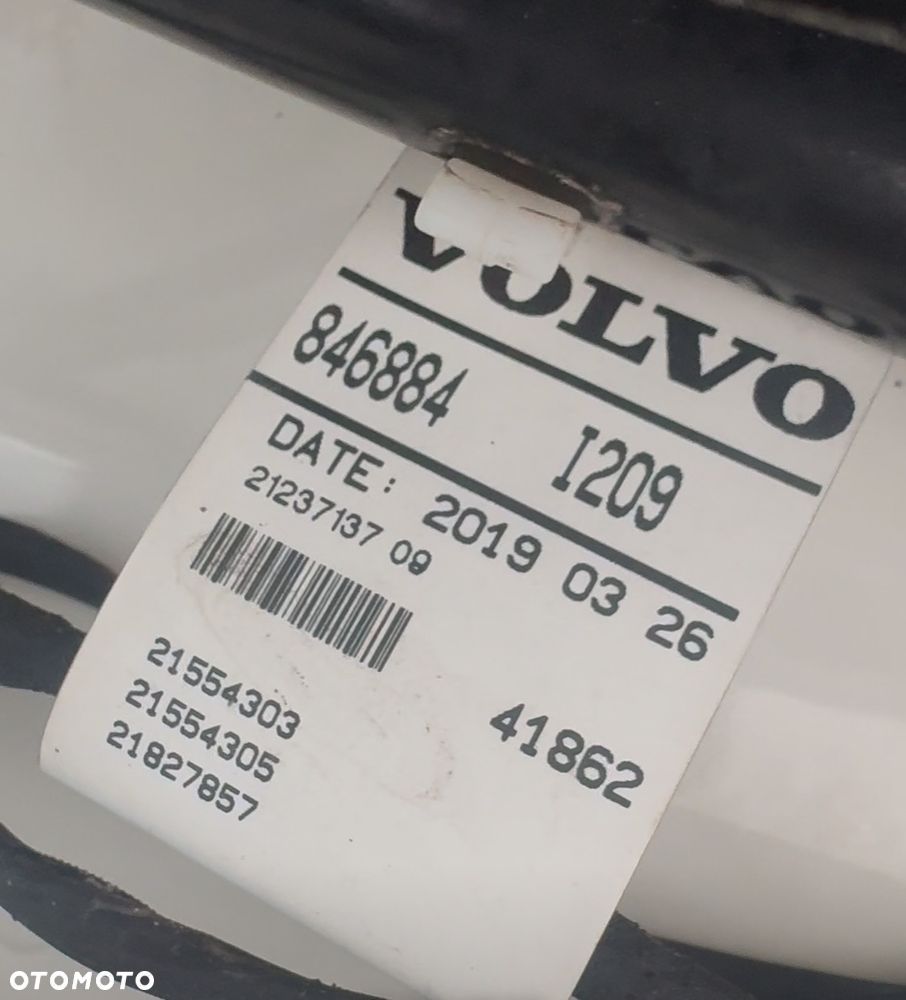 VOLVO
846884 I209
DATE: 2019 03 26
21237137 09
41862
21554303
21554305
21827857
OTOMOTO